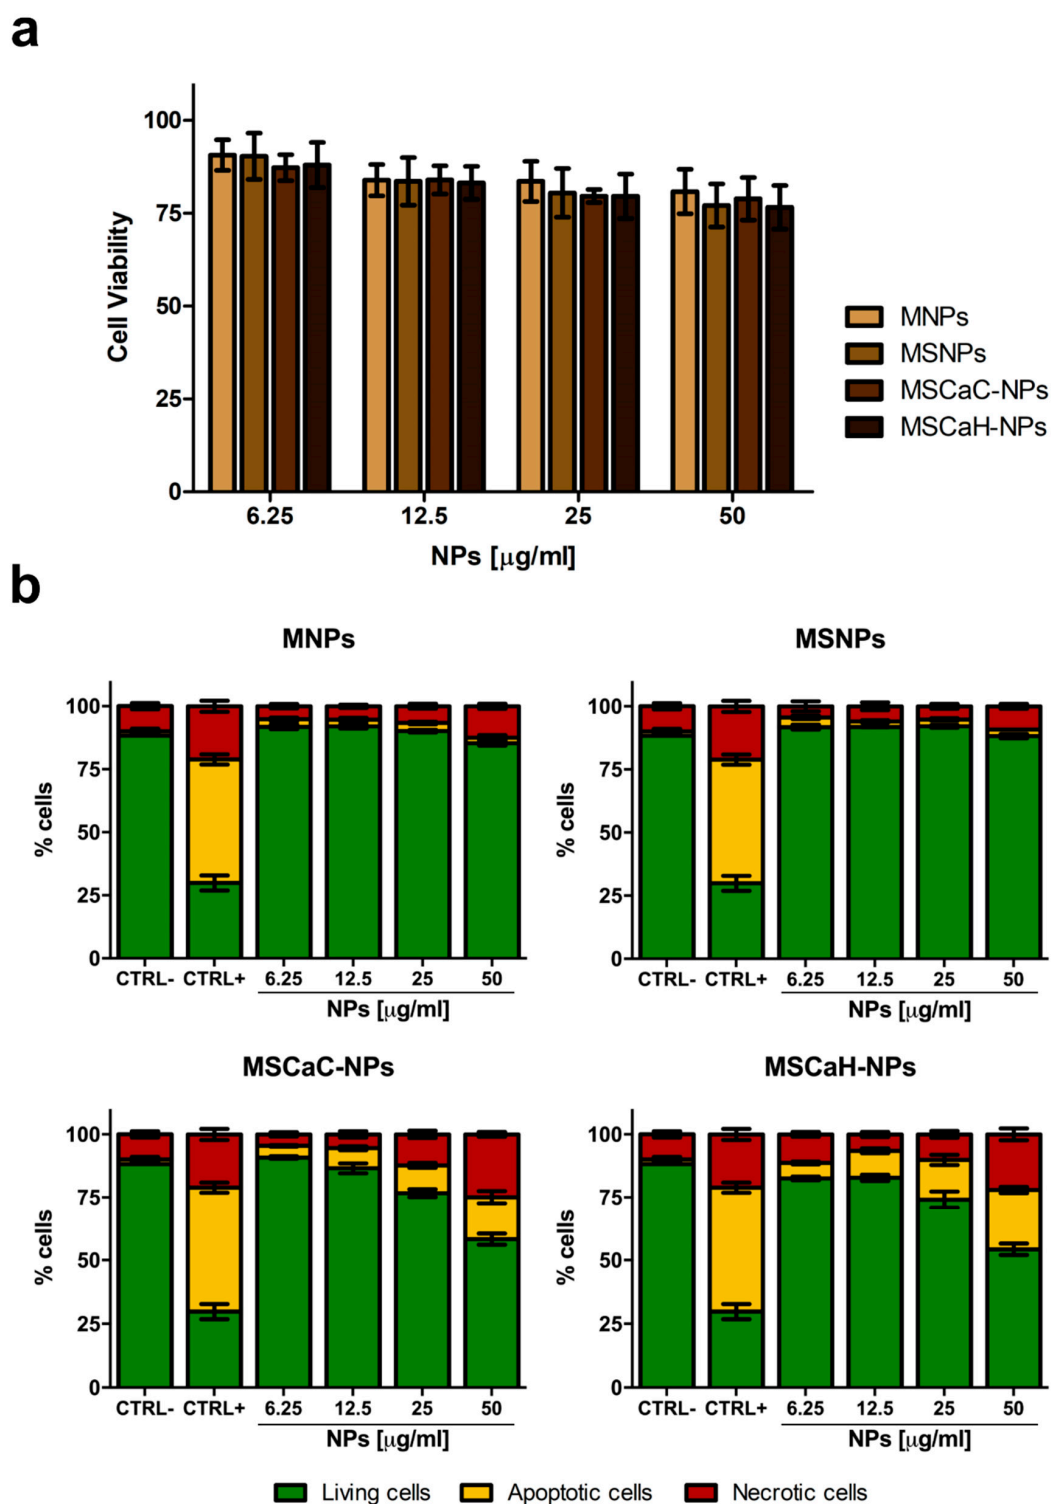 a
100
75
50
25
0
Cell Viability
6.25 12.5 25 50
NPs [μg/ml]
MNPs
MSNPs
MSCaC-NPs
MSCaH-NPs
b
MNPs
100
75
50
25
0
% cells
CTRL- CTRL+ 6.25 12.5 25 50
NPs [μg/ml]
MSNPs
100
75
50
25
0
% cells
CTRL- CTRL+ 6.25 12.5 25 50
NPs [μg/ml]
MSCaC-NPs
100
75
50
25
0
% cells
CTRL- CTRL+ 6.25 12.5 25 50
NPs [μg/ml]
MSCaH-NPs
100
75
50
25
0
% cells
CTRL- CTRL+ 6.25 12.5 25 50
NPs [μg/ml]
Living cells Apoptotic cells Necrotic cells